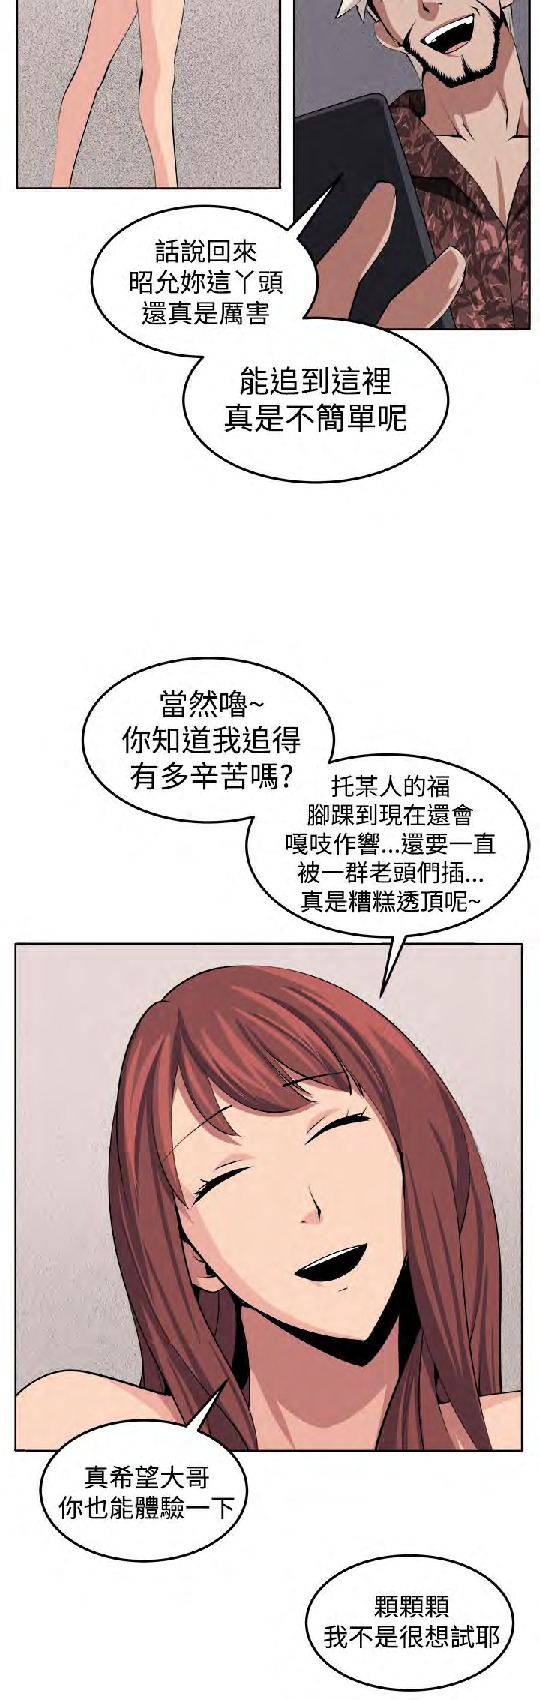 話說回來
昭允妳這丫頭
還真是厲害
能追到這裡
真是不簡單呢
當然嚕~
你知道我追得
有多辛苦嗎?
托某人的福
腳踝到現在還會
嘎吱作響...還要一直
被一群老頭們插...
真是糟糕透頂呢~
真希望大哥
你也能體驗一下
顆顆顆
我不是很想試耶